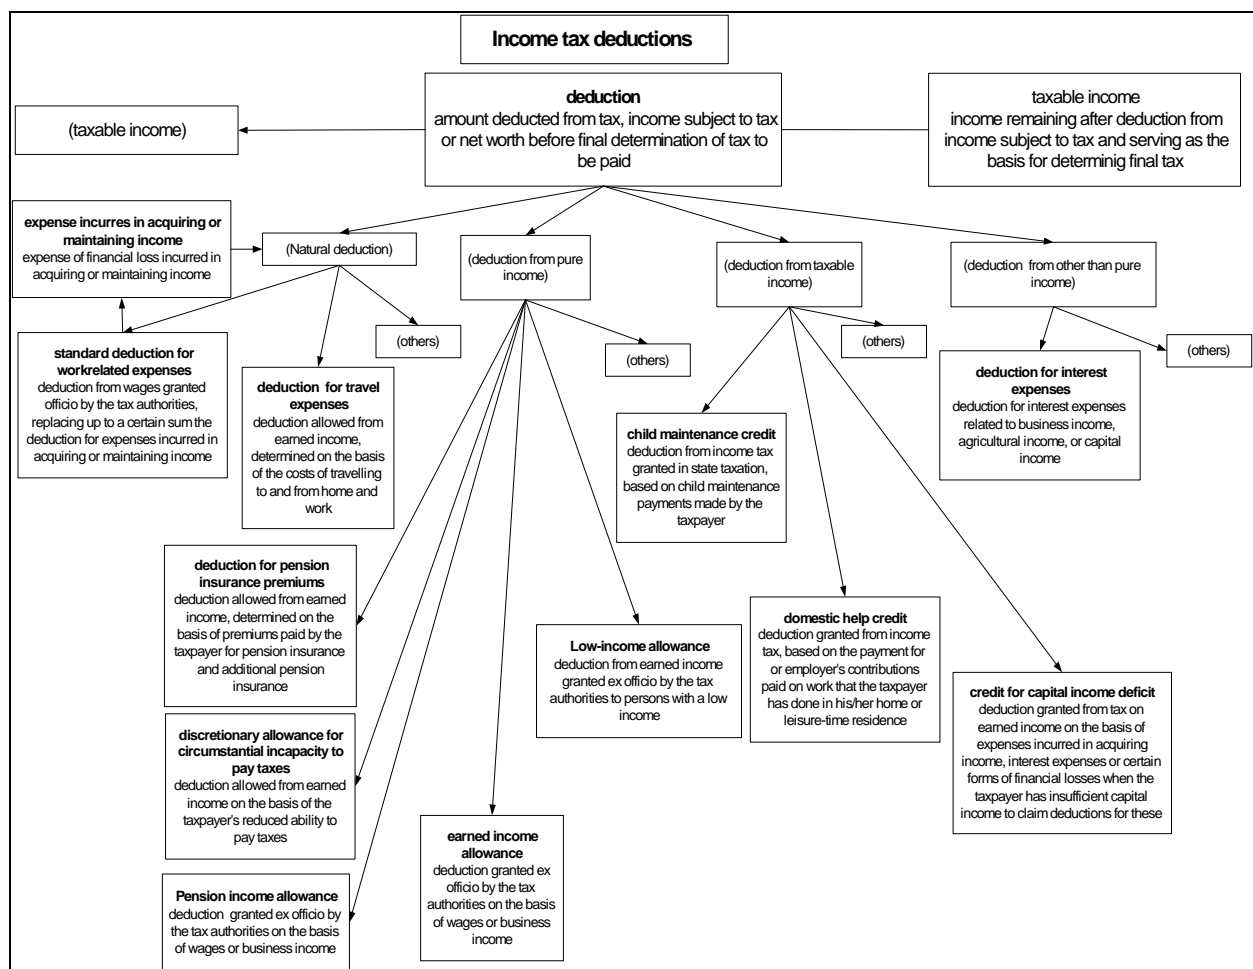 Income tax deductions
(taxable income)
deduction
amount deducted from tax, income subject to tax
or net worth before final determination of tax to
be paid
taxable income
income remaining after deduction from
income subject to tax and serving as the
basis for determinig final tax
expense incurres in acquiring or
maintaining income
expense of financial loss incurred in
acquiring or maintaining income
(Natural deduction)
(deduction from pure
income)
(deduction from taxable
income)
(deduction from other than pure
income)
(others)
(others)
(others)
(others)
standard deduction for
workrelated expenses
deduction from wages granted
officio by the tax authorities,
replacing up to a certain sum the
deduction for expenses incurred in
acquiring or maintaining income
deduction for travel
expenses
deduction allowed from
earned income,
determined on the basis
of the costs of travelling
to and from home and
work
child maintenance credit
deduction from income tax
granted in state taxation,
based on child maintenance
payments made by the
taxpayer
deduction for interest
expenses
deduction for interest expenses
related to business income,
agricultural income, or capital
income
deduction for pension
insurance premiums
deduction allowed from earned
income, determined on the
basis of premiums paid by the
taxpayer for pension insurance
and additional pension
insurance
Low-income allowance
deduction from earned income
granted ex officio by the tax
authorities to persons with a low
income
domestic help credit
deduction granted from income
tax, based on the payment for
or employer's contributions
paid on work that the taxpayer
has done in his/her home or
leisure-time residence
credit for capital income deficit
deduction granted from tax on
earned income on the basis of
expenses incurred in acquiring
income, interest expenses or certain
forms of financial losses when the
taxpayer has insufficient capital
income to claim deductions for these
discretionary allowance for
circumstantial incapacity to
pay taxes
deduction allowed from earned
income on the basis of the
taxpayer's reduced ability to
pay taxes
earned income
allowance
deduction granted ex
officio by the tax
authorities on the basis
of wages or business
income
Pension income allowance
deduction granted ex officio by
the tax authorities on the basis
of wages or business income